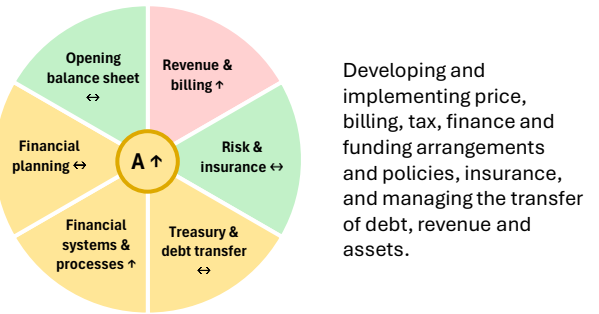 Opening
balance sheet
↔
Revenue &
billing ↑
Financial
planning ↔
A ↑
Risk &
insurance ↔
Financial
systems &
processes ↑
Treasury &
debt transfer
↔
Developing and
implementing price,
billing, tax, finance and
funding arrangements
and policies, insurance,
and managing the transfer
of debt, revenue and
assets.